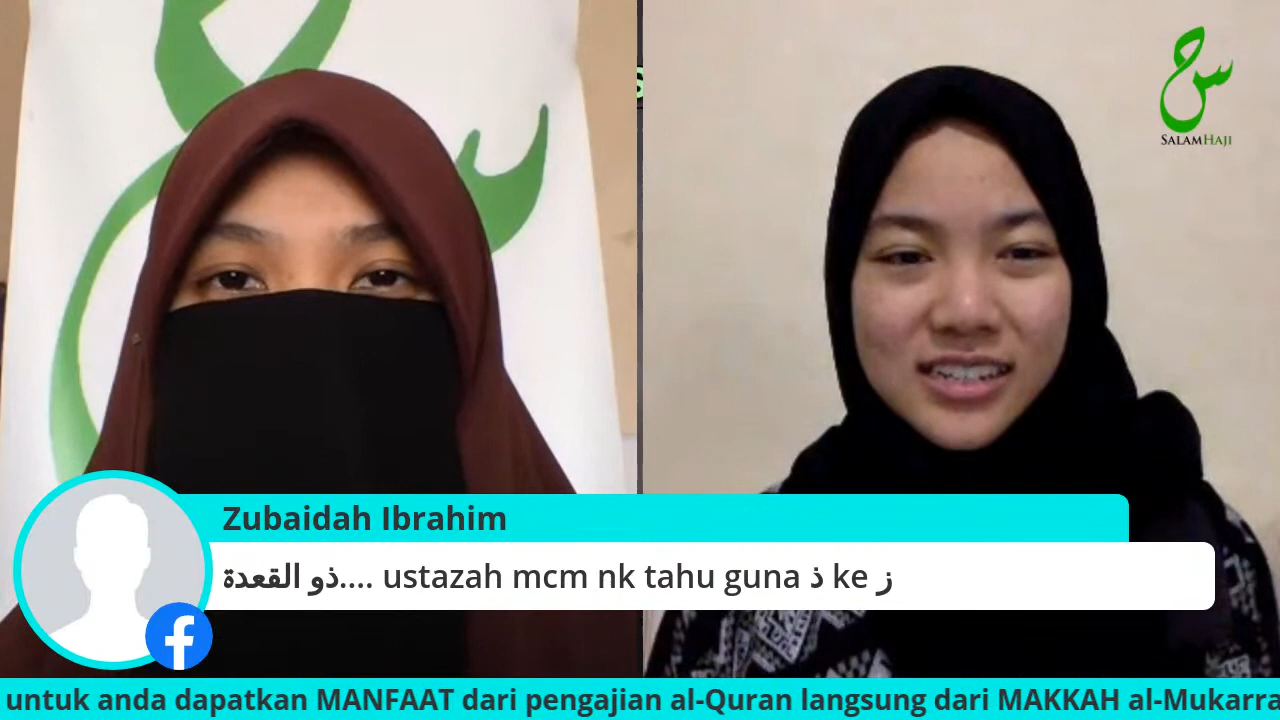 SALAMHAJI
Zubaidah Ibrahim
ذو القعدة.... ustazah mcm nk tahu guna ذ ke ز
untuk anda dapatkan MANFAAT dari pengajian al-Quran langsung dari MAKKAH al-Mukarra